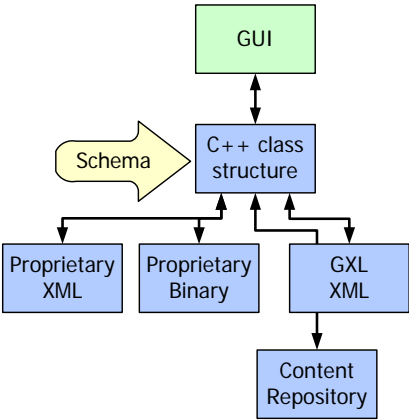 GUI
Schema
C++ class
structure
Proprietary
XML
Proprietary
Binary
GXL
XML
Content
Repository